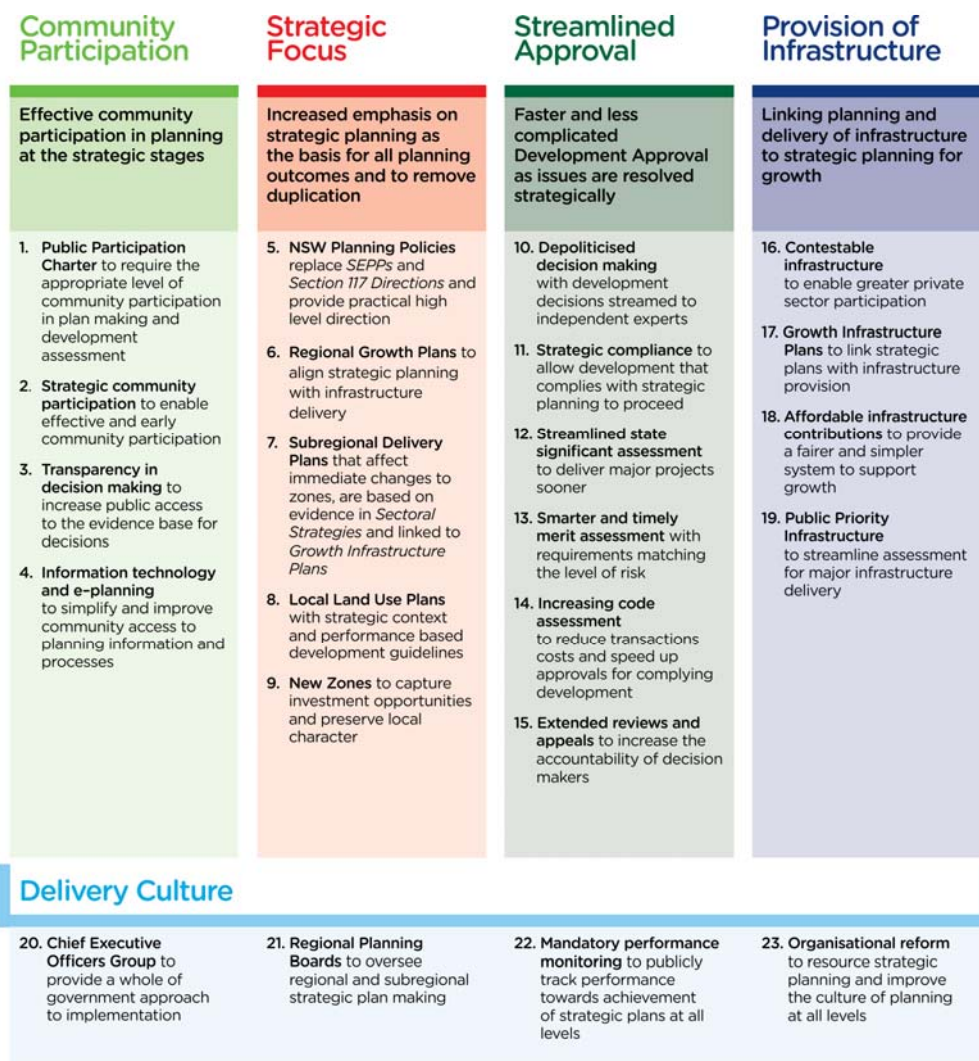 Community
Participation
Effective community
participation in planning
at the strategic stages
1. Public Participation
Charter to require the
appropriate level of
community participation
in plan making and
development
assessment
2. Strategic community
participation to enable
effective and early
community participation
3. Transparency in
decision making to
increase public access
to the evidence base for
decisions
4. Information technology
and e-planning
to simplify and improve
community access to
planning information and
processes
Strategic
Focus
Increased emphasis on
strategic planning as
the basis for all planning
outcomes and to remove
duplication
5. NSW Planning Policies
replace SEPPs and
Section 117 Directions and
provide practical high
level direction
6. Regional Growth Plans to
align strategic planning
with infrastructure
delivery
7. Subregional Delivery
Plans that affect
immediate changes to
zones, are based on
evidence in Sectoral
Strategies and linked to
Growth Infrastructure
Plans
8. Local Land Use Plans
with strategic context
and performance based
development guidelines
9. New Zones to capture
investment opportunities
and preserve local
character
Streamlined
Approval
Faster and less
complicated
Development Approval
as issues are resolved
strategically
10. Depoliticised
decision making
with development
decisions streamed to
independent experts
11. Strategic compliance to
allow development that
complies with strategic
planning to proceed
12. Streamlined state
significant assessment
to deliver major projects
sooner
13. Smarter and timely
merit assessment with
requirements matching
the level of risk
14. Increasing code
assessment
to reduce transactions
costs and speed up
approvals for complying
development
15. Extended reviews and
appeals to increase the
accountability of decision
makers
Provision of
Infrastructure
Linking planning and
delivery of infrastructure
to strategic planning for
growth
16. Contestable
infrastructure
to enable greater private
sector participation
17. Growth Infrastructure
Plans to link strategic
plans with infrastructure
provision
18. Affordable infrastructure
contributions to provide
a fairer and simpler
system to support
growth
19. Public Priority
Infrastructure
to streamline assessment
for major infrastructure
delivery
Delivery Culture
20. Chief Executive
Officers Group to
provide a whole of
government approach
to implementation
21. Regional Planning
Boards to oversee
regional and subregional
strategic plan making
22. Mandatory performance
monitoring to publicly
track performance
towards achievement
of strategic plans at all
levels
23. Organisational reform
to resource strategic
planning and improve
the culture of planning
at all levels